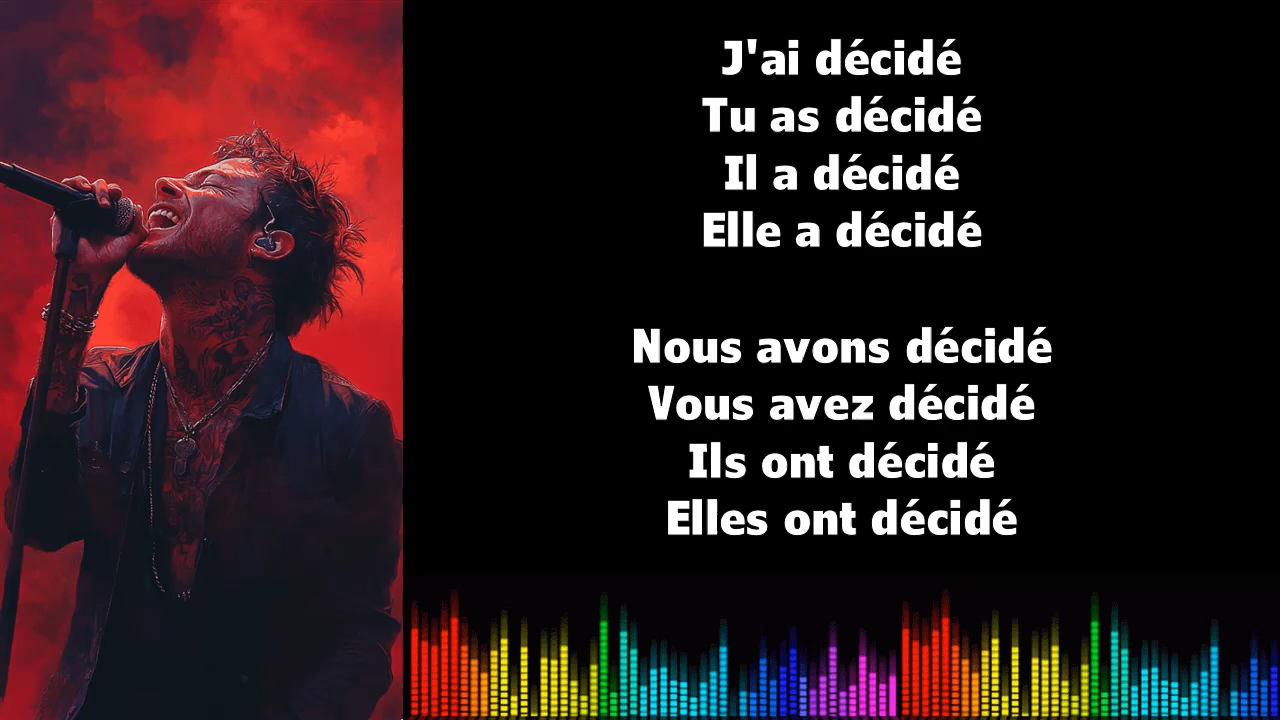 J'ai décidé
Tu as décidé
Il a décidé
Elle a décidé
Nous avons décidé
Vous avez décidé
Ils ont décidé
Elles ont décidé